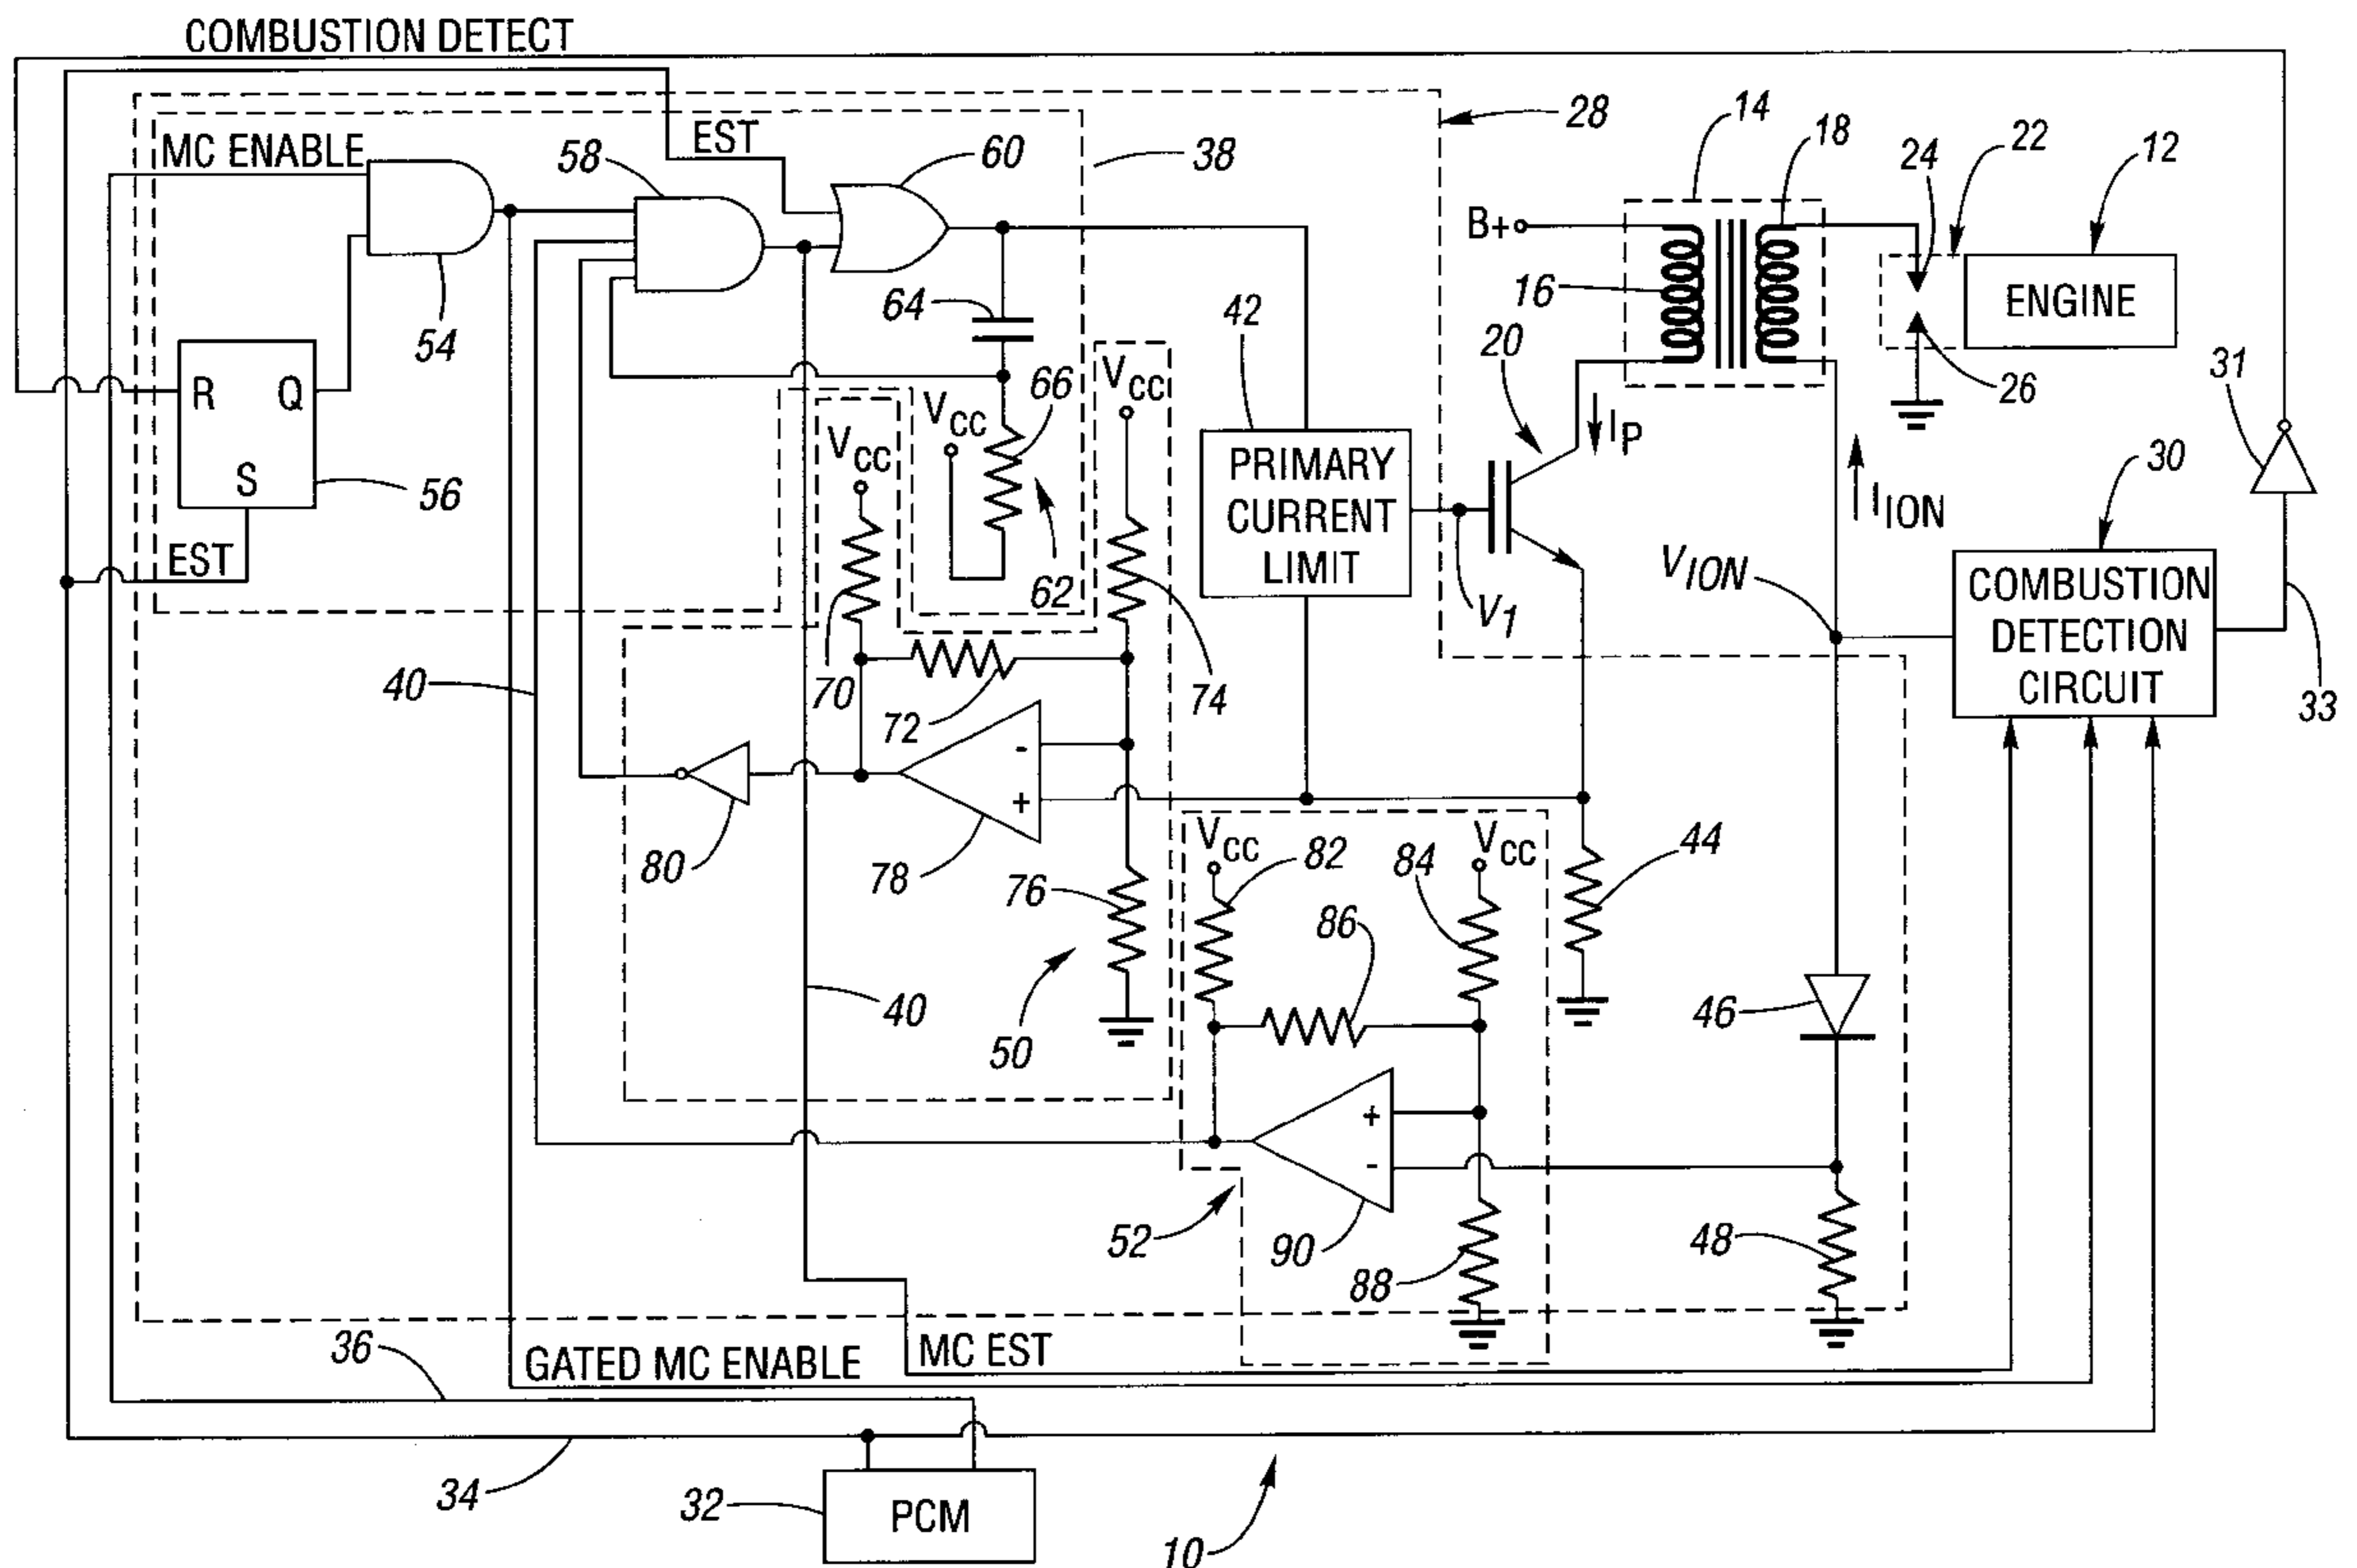 COMBUSTION DETECT
MC ENABLE
EST
28
14
18
24
22
12
58
60
38
B+
54
64
42
16
20
ENGINE
26
31
R
Q
S
56
EST
66
VCC
VCC
VCC
62
PRIMARY
CURRENT
LIMIT
IP
V1
IION
VION
30
COMBUSTION
DETECTION
CIRCUIT
33
40
70
72
74
-
+
80
78
76
50
40
VCC
82
84
VCC
44
86
46
+
-
52
90
88
48
36
GATED MC ENABLE
MC EST
34
32
PCM
10